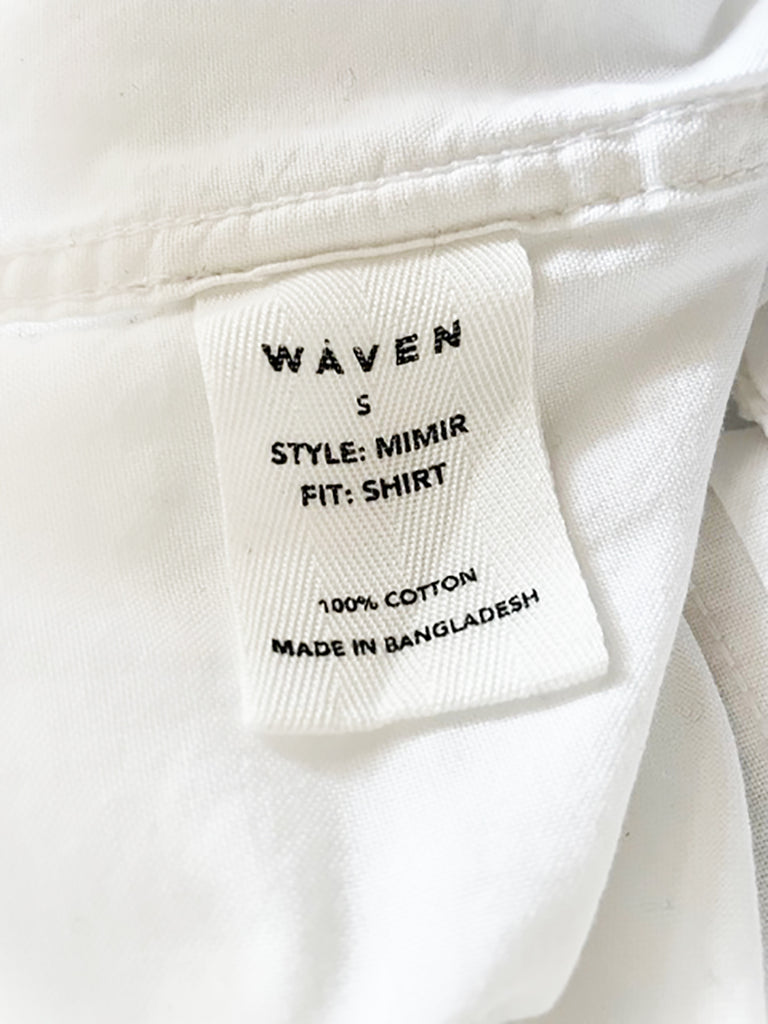 WÅVEN
S
STYLE: MIMIR
FIT: SHIRT
100% COTTON
MADE IN BANGLADESH